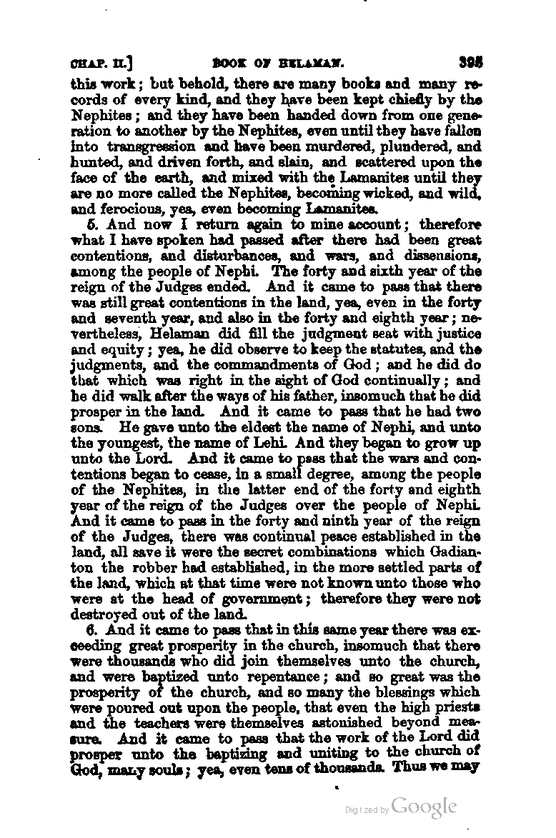 CHAP. II.] BOOK OF HELAMAN. 395
this work; but behold, there are many books and many re-
cords of every kind, and they have been kept chiefly by the
Nephites; and they have been handed down from one gene-
ration to another by the Nephites, even until they have fallen
into transgression and have been murdered, plundered, and
hunted, and driven forth, and slain, and scattered upon the
face of the earth, and mixed with the Lamanites until they
are no more called the Nephites, becoming wicked, and wild,
and ferocious, yea, even becoming Lamanites.
5. And now I return again to mine account; therefore
what I have spoken had passed after there had been great
contentions, and disturbances, and wars, and dissensions,
among the people of Nephi. The forty and sixth year of the
reign of the Judges ended. And it came to pass that there
was still great contentions in the land, yea, even in the forty
and seventh year, and also in the forty and eighth year; ne-
vertheless, Helaman did fill the judgment seat with justice
and equity; yea, he did observe to keep the statutes, and the
judgments, and the commandments of God; and he did do
that which was right in the sight of God continually; and
he did walk after the ways of his father, insomuch that he did
prosper in the land. And it came to pass that he had two
sons. He gave unto the eldest the name of Nephi, and unto
the youngest, the name of Lehi. And they began to grow up
unto the Lord. And it came to pass that the wars and con-
tentions began to cease, in a small degree, among the people
of the Nephites, in the latter end of the forty and eighth
year of the reign of the Judges over the people of Nephi.
And it came to pass in the forty and ninth year of the reign
of the Judges, there was continual peace established in the
land, all save it were the secret combinations which Gadian-
ton the robber had established, in the more settled parts of
the land, which at that time were not known unto those who
were at the head of government; therefore they were not
destroyed out of the land.
6. And it came to pass that in this same year there was ex-
ceeding great prosperity in the church, insomuch that there
were thousands who did join themselves unto the church,
and were baptized unto repentance; and so great was the
prosperity of the church, and so many the blessings which
were poured out upon the people, that even the high priests
and the teachers were themselves astonished beyond mea-
sure. And it came to pass that the work of the Lord did
prosper unto the baptizing and uniting to the church of
God, many souls; yea, even tens of thousands. Thus we may
Digitized by Google